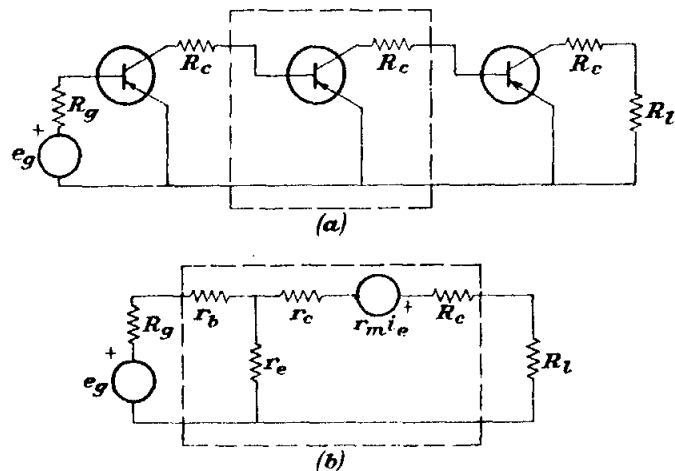 R_c R_c R_c
+ R_g R_l
e_g
(a)
r_b r_c r_m i_e + R_c
+ R_g r_e R_l
e_g
(b)